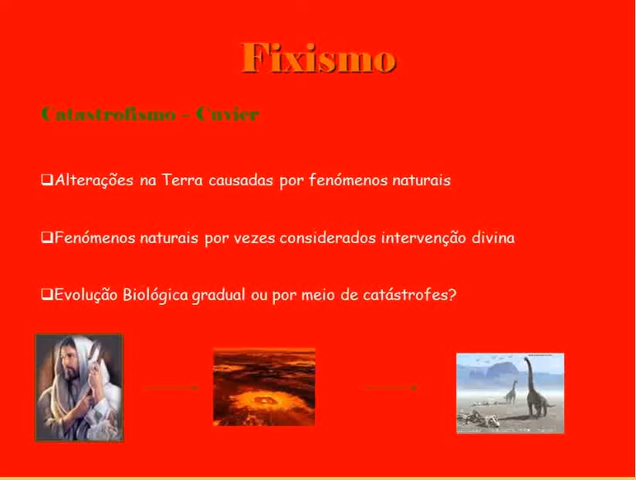 Fixismo
Catastrofismo – Cuvier
❑Alterações na Terra causadas por fenómenos naturais
❑Fenómenos naturais por vezes considerados intervenção divina
❑Evolução Biológica gradual ou por meio de catástrofes?